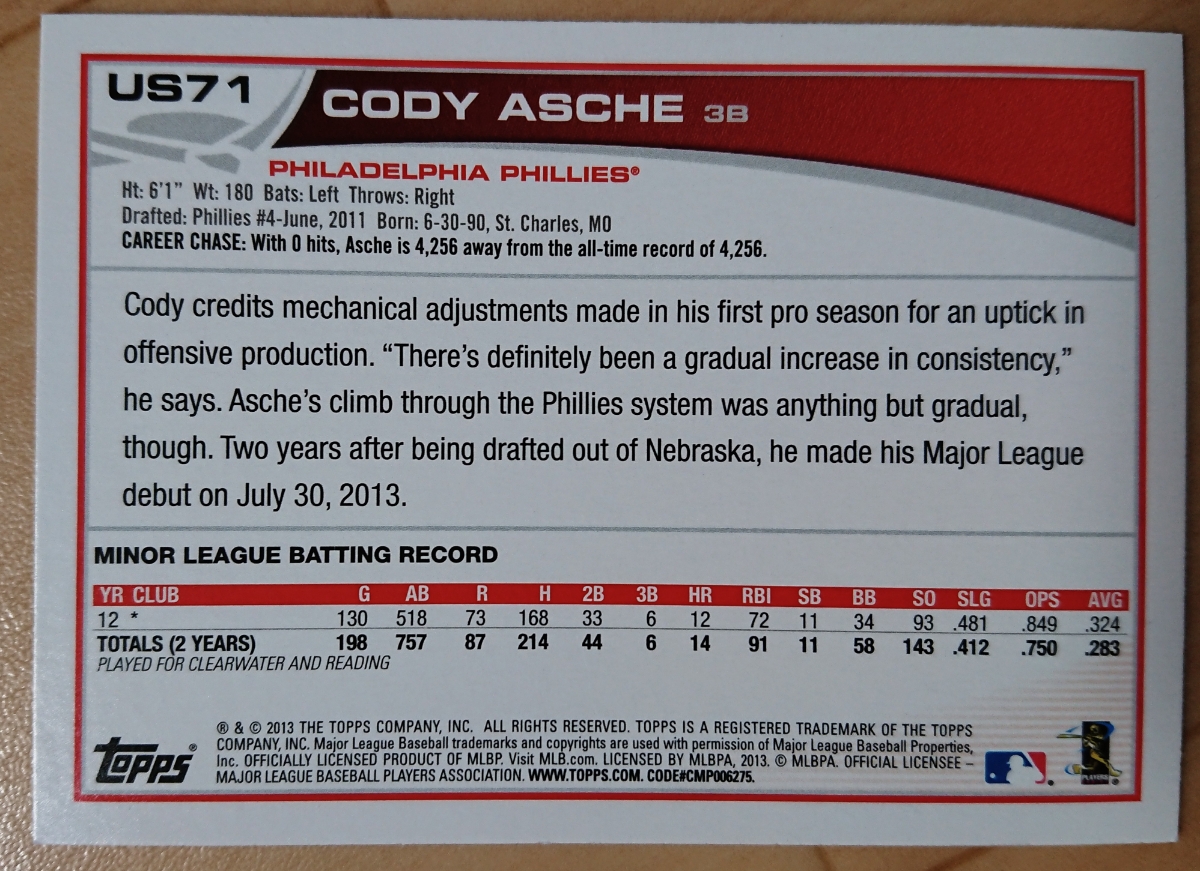 US71
CODY ASCHE 3B
PHILADELPHIA PHILLIES®
Ht: 6'1" Wt: 180 Bats: Left Throws: Right
Drafted: Phillies #4-June, 2011 Born: 6-30-90, St. Charles, MO
CAREER CHASE: With 0 hits, Asche is 4,256 away from the all-time record of 4,256.
Cody credits mechanical adjustments made in his first pro season for an uptick in
offensive production. “There’s definitely been a gradual increase in consistency,”
he says. Asche’s climb through the Phillies system was anything but gradual,
though. Two years after being drafted out of Nebraska, he made his Major League
debut on July 30, 2013.
MINOR LEAGUE BATTING RECORD
YR CLUB G AB R H 2B 3B HR RBI SB BB SO SLG OPS AVG
12 * 130 518 73 168 33 6 12 72 11 34 93 .481 .849 .324
TOTALS (2 YEARS) 198 757 87 214 44 6 14 91 11 58 143 .412 .750 .283
PLAYED FOR CLEARWATER AND READING
® & © 2013 THE TOPPS COMPANY, INC. ALL RIGHTS RESERVED. TOPPS IS A REGISTERED TRADEMARK OF THE TOPPS
COMPANY, INC. Major League Baseball trademarks and copyrights are used with permission of Major League Baseball Properties,
Inc. OFFICIALLY LICENSED PRODUCT OF MLBP. Visit MLB.com. LICENSED BY MLBPA, 2013. © MLBPA. OFFICIAL LICENSEE –
MAJOR LEAGUE BASEBALL PLAYERS ASSOCIATION. WWW.TOPPS.COM. CODE#CMP006275.
topps®
PLAYERS